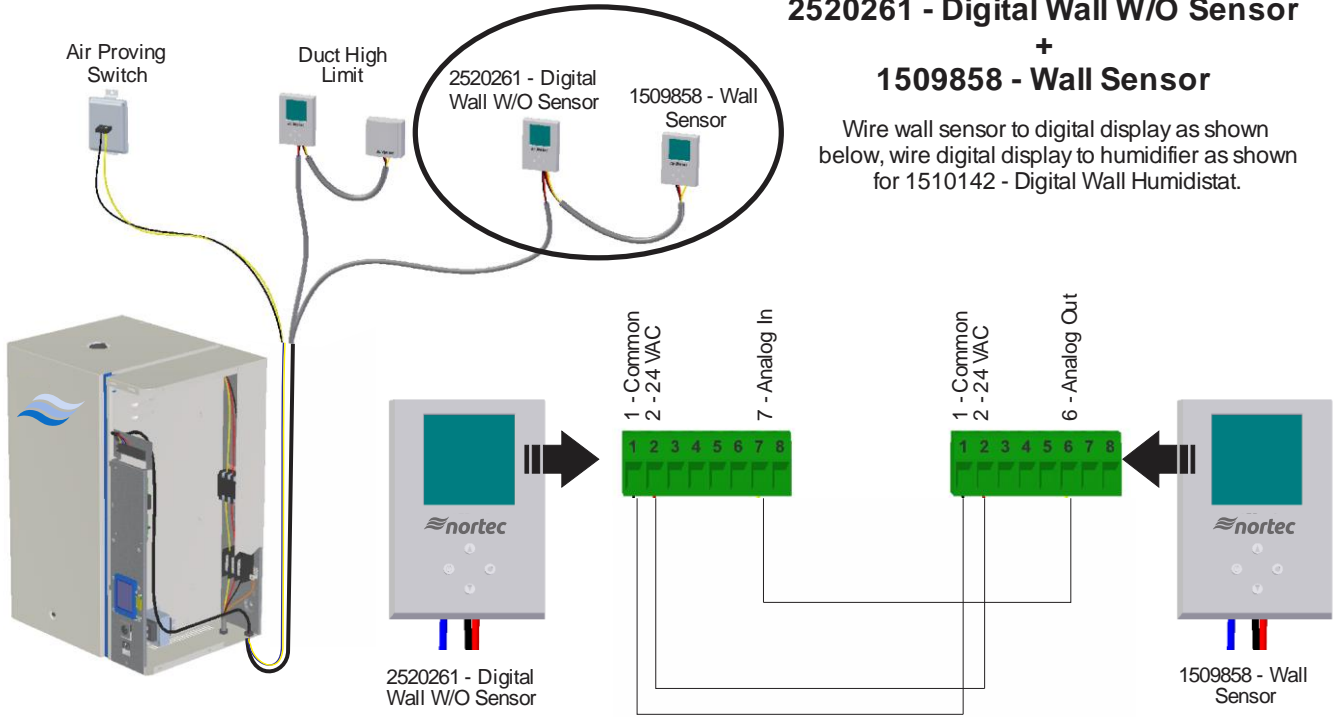 2520261 - Digital Wall W/O Sensor
+
1509858 - Wall Sensor
Wire wall sensor to digital display as shown
below, wire digital display to humidifier as shown
for 1510142 - Digital Wall Humidistat.
Air Proving
Switch
Duct High
Limit
2520261 - Digital
Wall W/O Sensor
1509858 - Wall
Sensor
1 - Common
2 - 24 VAC
7 - Analog In
1 - Common
2 - 24 VAC
6 - Analog Out
1 2 3 4 5 6 7 8
1 2 3 4 5 6 7 8
nortec
nortec
2520261 - Digital
Wall W/O Sensor
1509858 - Wall
Sensor